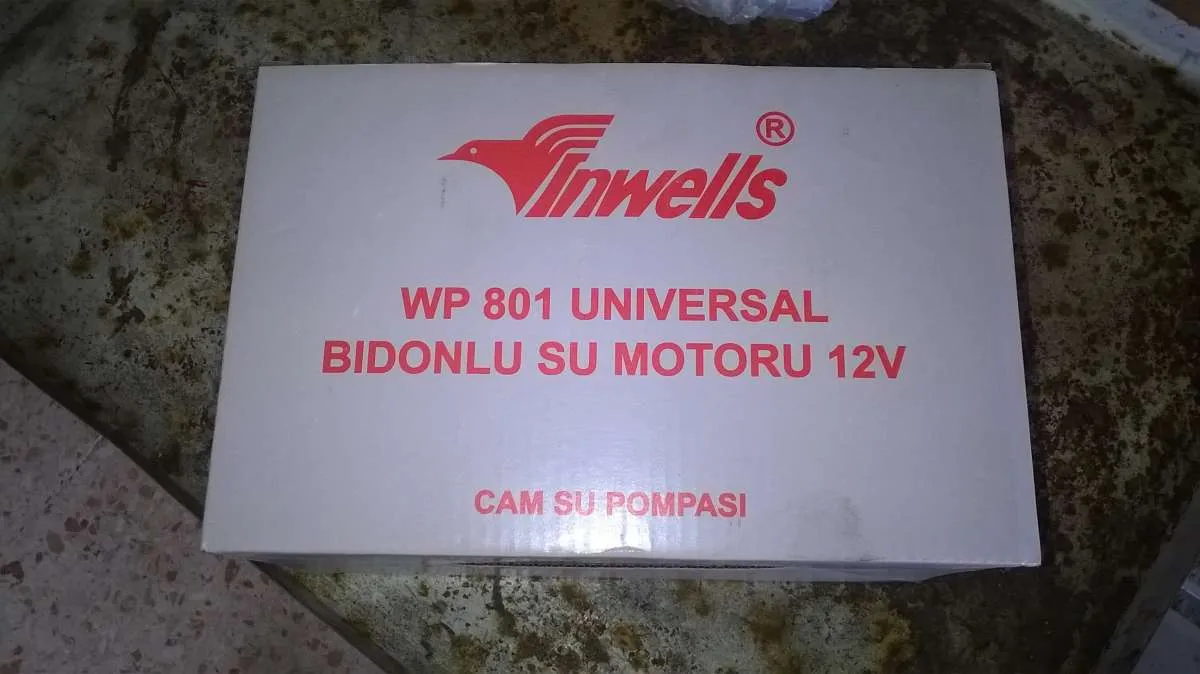 Inwells ®
WP 801 UNIVERSAL
BIDONLU SU MOTORU 12V
CAM SU POMPASI